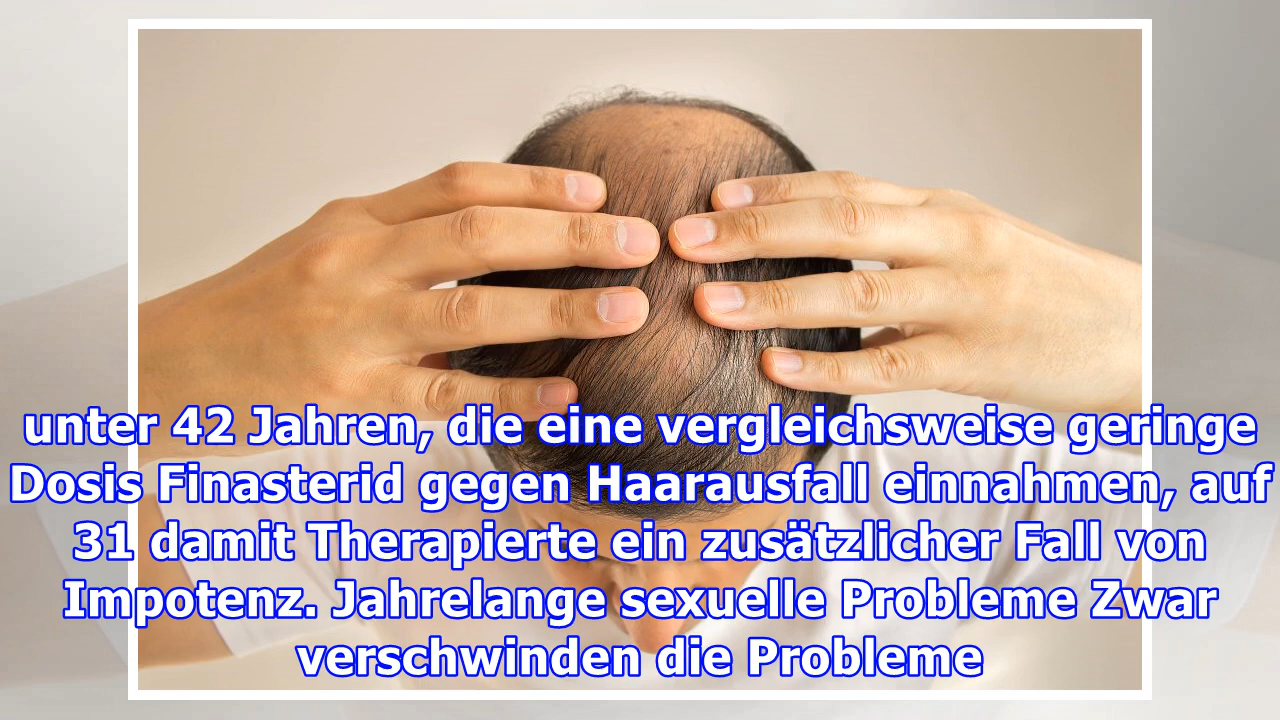 unter 42 Jahren, die eine vergleichsweise geringe
Dosis Finasterid gegen Haarausfall einnahmen, auf
31 damit Therapierte ein zusätzlicher Fall von
Impotenz. Jahrelange sexuelle Probleme Zwar
verschwinden die Probleme